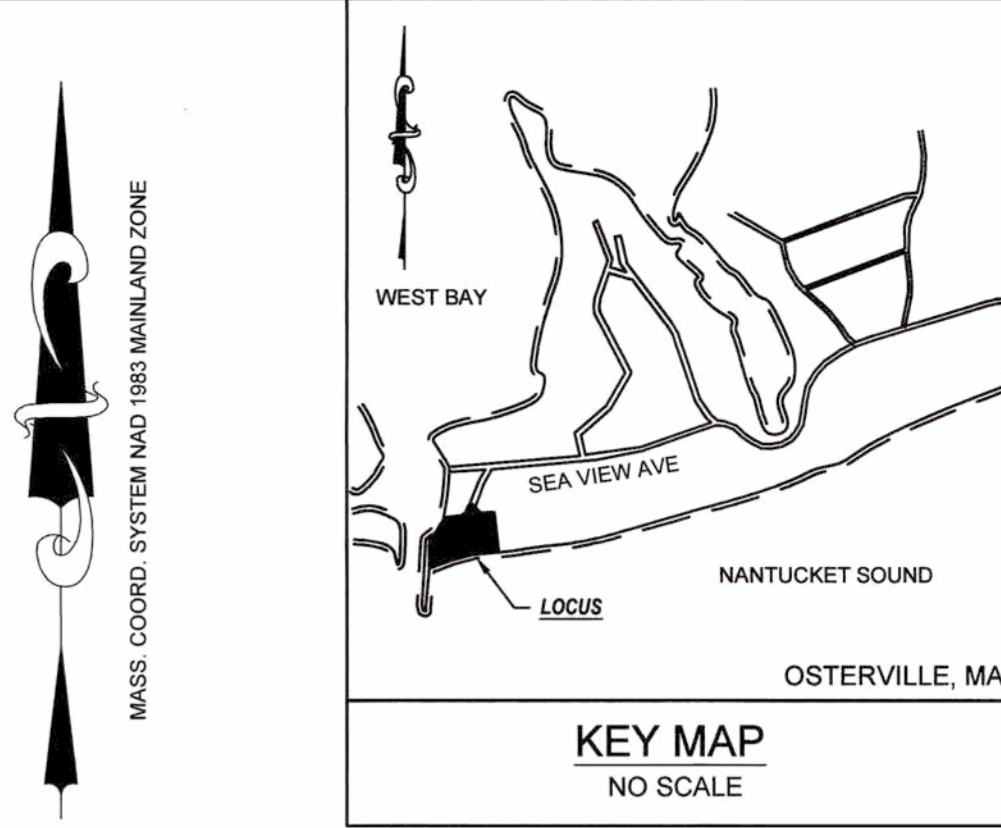 MASS. COORD. SYSTEM NAD 1983 MAINLAND ZONE
WEST BAY
SEA VIEW AVE
NANTUCKET SOUND
LOCUS
OSTERVILLE, MA
KEY MAP
NO SCALE